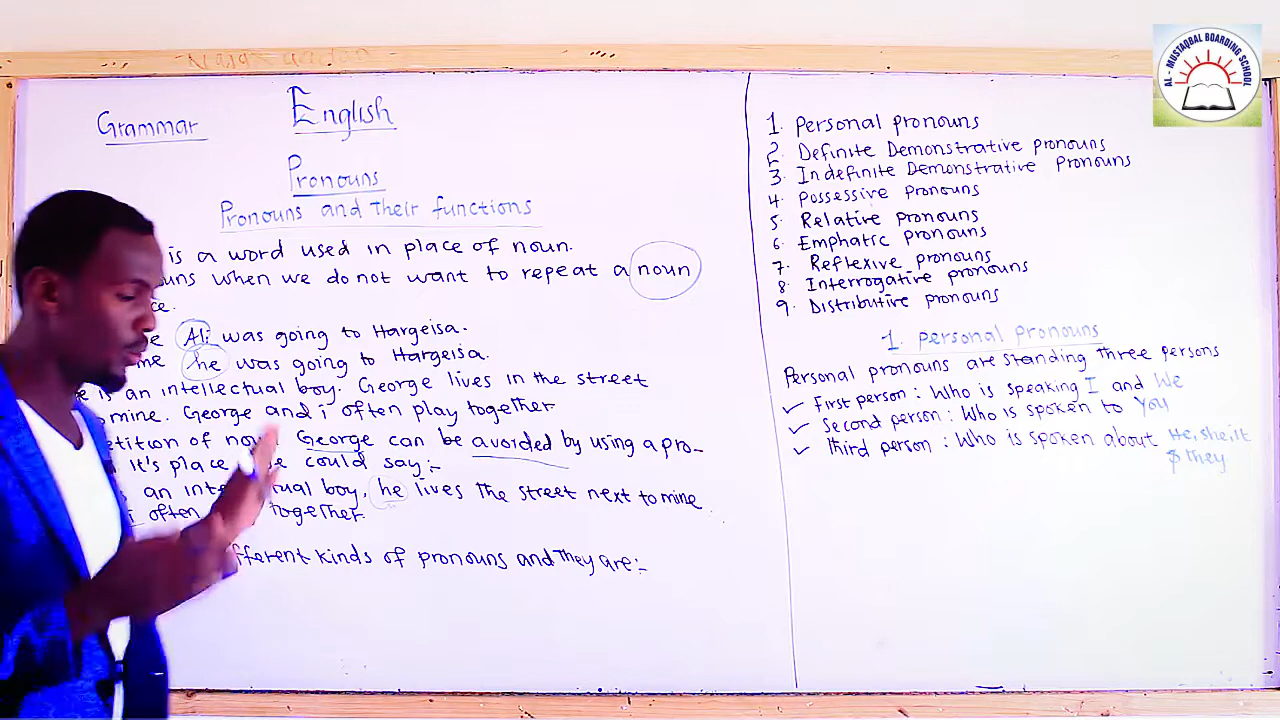 AL - MUSTAQBAL BOARDING SCHOOL
Grammar
English
Pronouns
Pronouns and Their functions
is a word used in place of noun.
uns when we do not want to repeat a noun
ce.
Ali was going to Hargeisa.
me he was going to Hargeisa.
is an intellectual boy. George lives in the street
mine. George and i often play together
etition of George can be avoided by using a pro-
it's place could say:-
an inte tual boy, he lives the street next to mine
i often together.
fferent kinds of pronouns and they are:-
1. Personal pronouns
2. Definite Demonstrative pronouns
3. Indefinite Demonstrative Pronouns
4. Possessive Pronouns
5. Relative pronouns
6. Emphatic pronouns
7. Reflexive pronouns
8. Interrogative pronouns
9. Distributive pronouns
1. Personal Pronouns
Personal pronouns are standing three persons
✓ First person : Who is speaking I and We
✓ Second person : Who is spoken to You
✓ Third person : Who is spoken about He, she, it
$ they